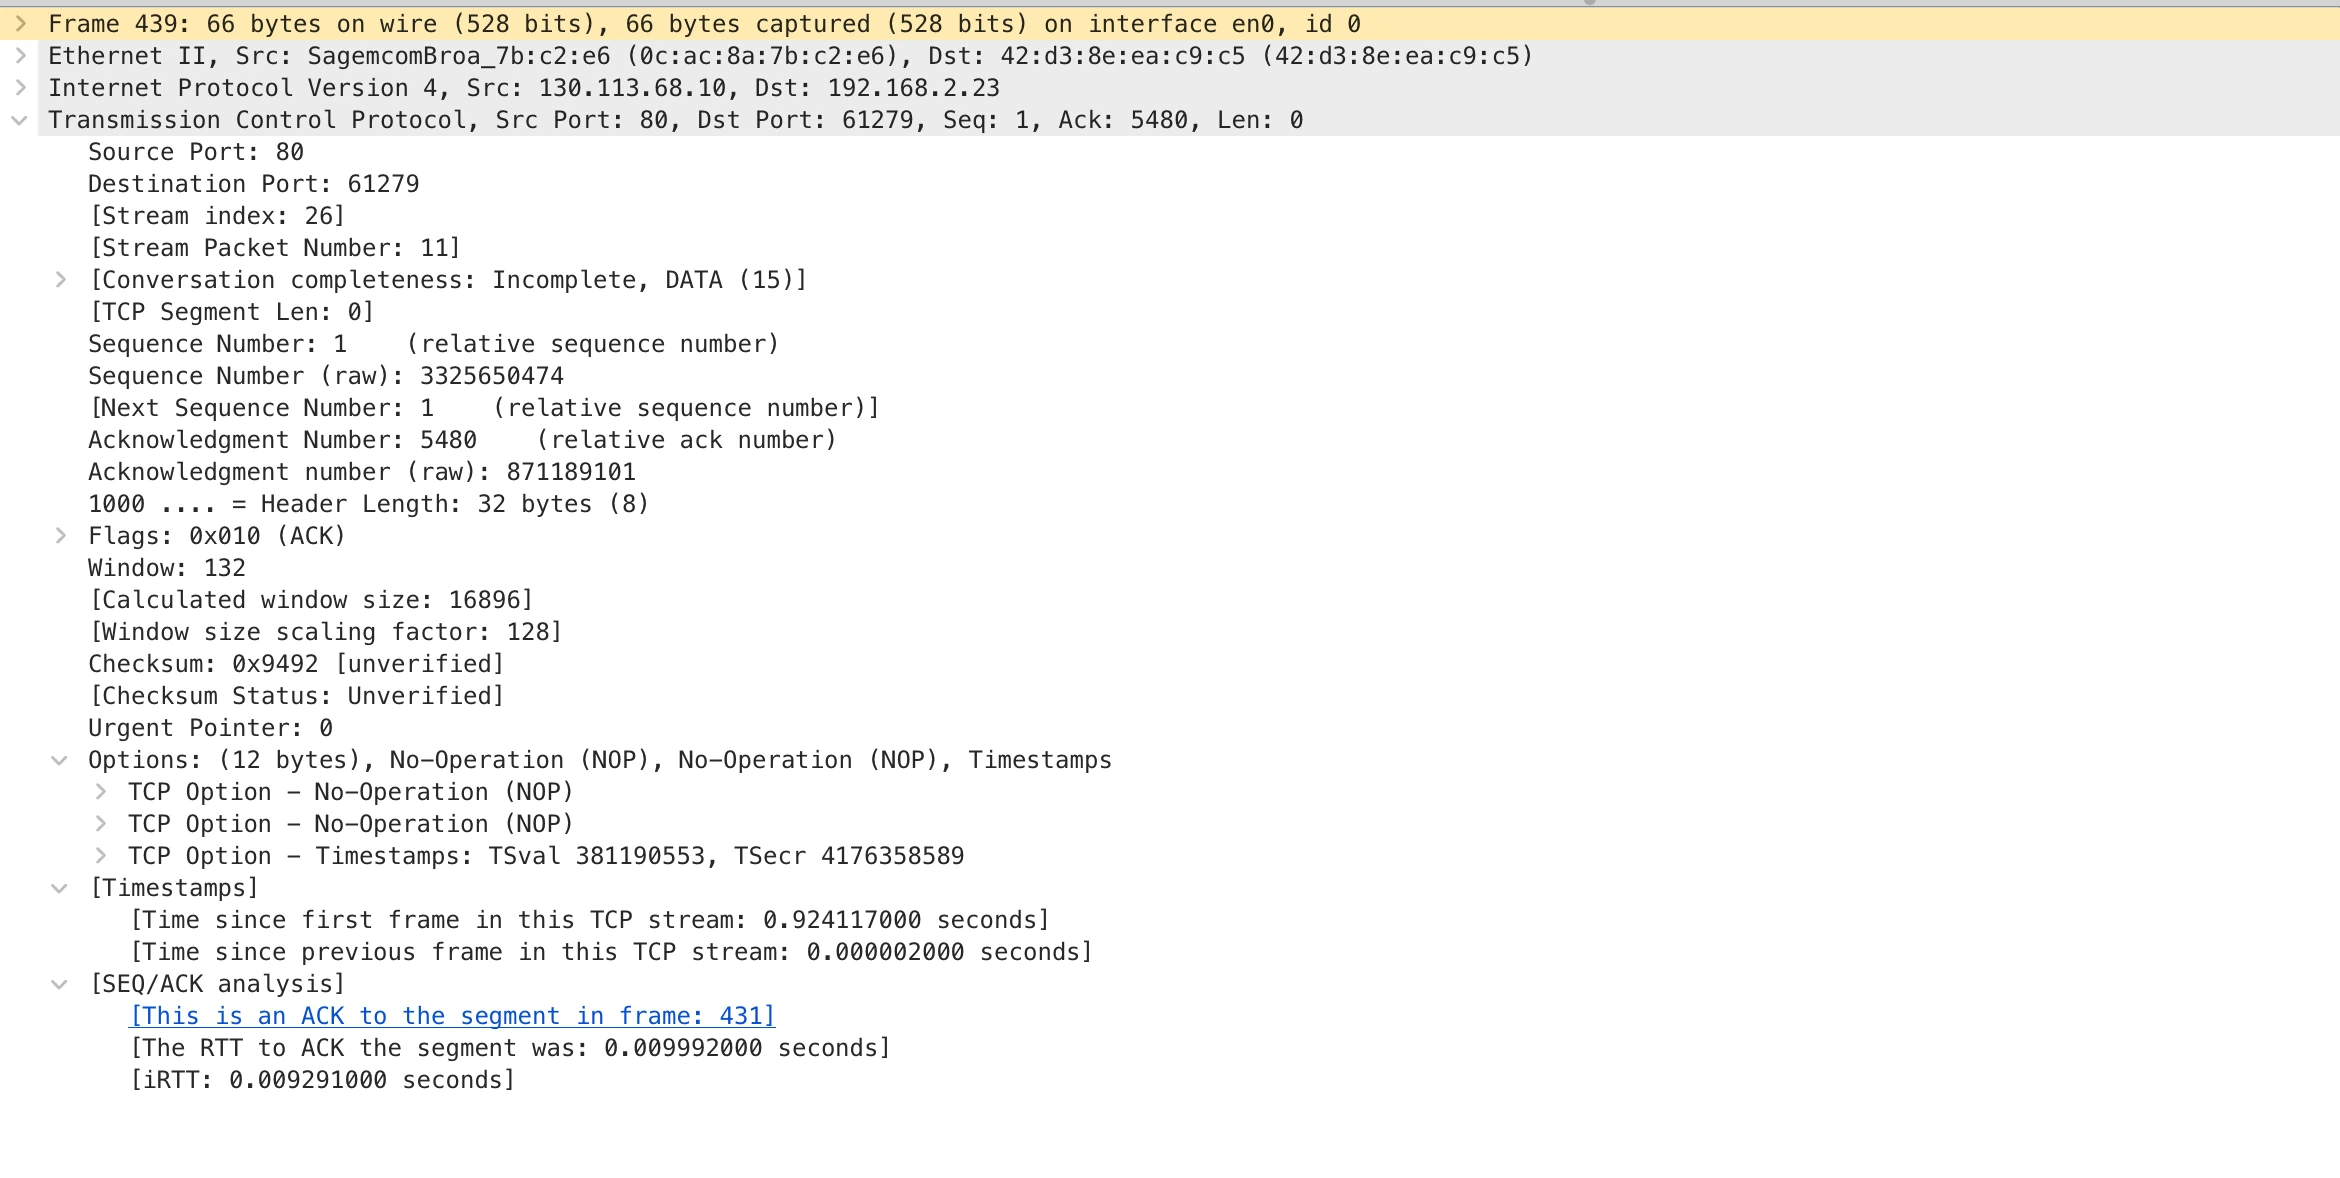 Frame 439: 66 bytes on wire (528 bits), 66 bytes captured (528 bits) on interface en0, id 0
Ethernet II, Src: SagemcomBroa_7b:c2:e6 (0c:ac:8a:7b:c2:e6), Dst: 42:d3:8e:ea:c9:c5 (42:d3:8e:ea:c9:c5)
Internet Protocol Version 4, Src: 130.113.68.10, Dst: 192.168.2.23
Transmission Control Protocol, Src Port: 80, Dst Port: 61279, Seq: 1, Ack: 5480, Len: 0
Source Port: 80
Destination Port: 61279
[Stream index: 26]
[Stream Packet Number: 11]
[Conversation completeness: Incomplete, DATA (15)]
[TCP Segment Len: 0]
Sequence Number: 1    (relative sequence number)
Sequence Number (raw): 3325650474
[Next Sequence Number: 1    (relative sequence number)]
Acknowledgment Number: 5480    (relative ack number)
Acknowledgment number (raw): 871189101
1000 .... = Header Length: 32 bytes (8)
Flags: 0x010 (ACK)
Window: 132
[Calculated window size: 16896]
[Window size scaling factor: 128]
Checksum: 0x9492 [unverified]
[Checksum Status: Unverified]
Urgent Pointer: 0
Options: (12 bytes), No-Operation (NOP), No-Operation (NOP), Timestamps
TCP Option - No-Operation (NOP)
TCP Option - No-Operation (NOP)
TCP Option - Timestamps: TSval 381190553, TSecr 4176358589
[Timestamps]
[Time since first frame in this TCP stream: 0.924117000 seconds]
[Time since previous frame in this TCP stream: 0.000002000 seconds]
[SEQ/ACK analysis]
[This is an ACK to the segment in frame: 431]
[The RTT to ACK the segment was: 0.009992000 seconds]
[iRTT: 0.009291000 seconds]